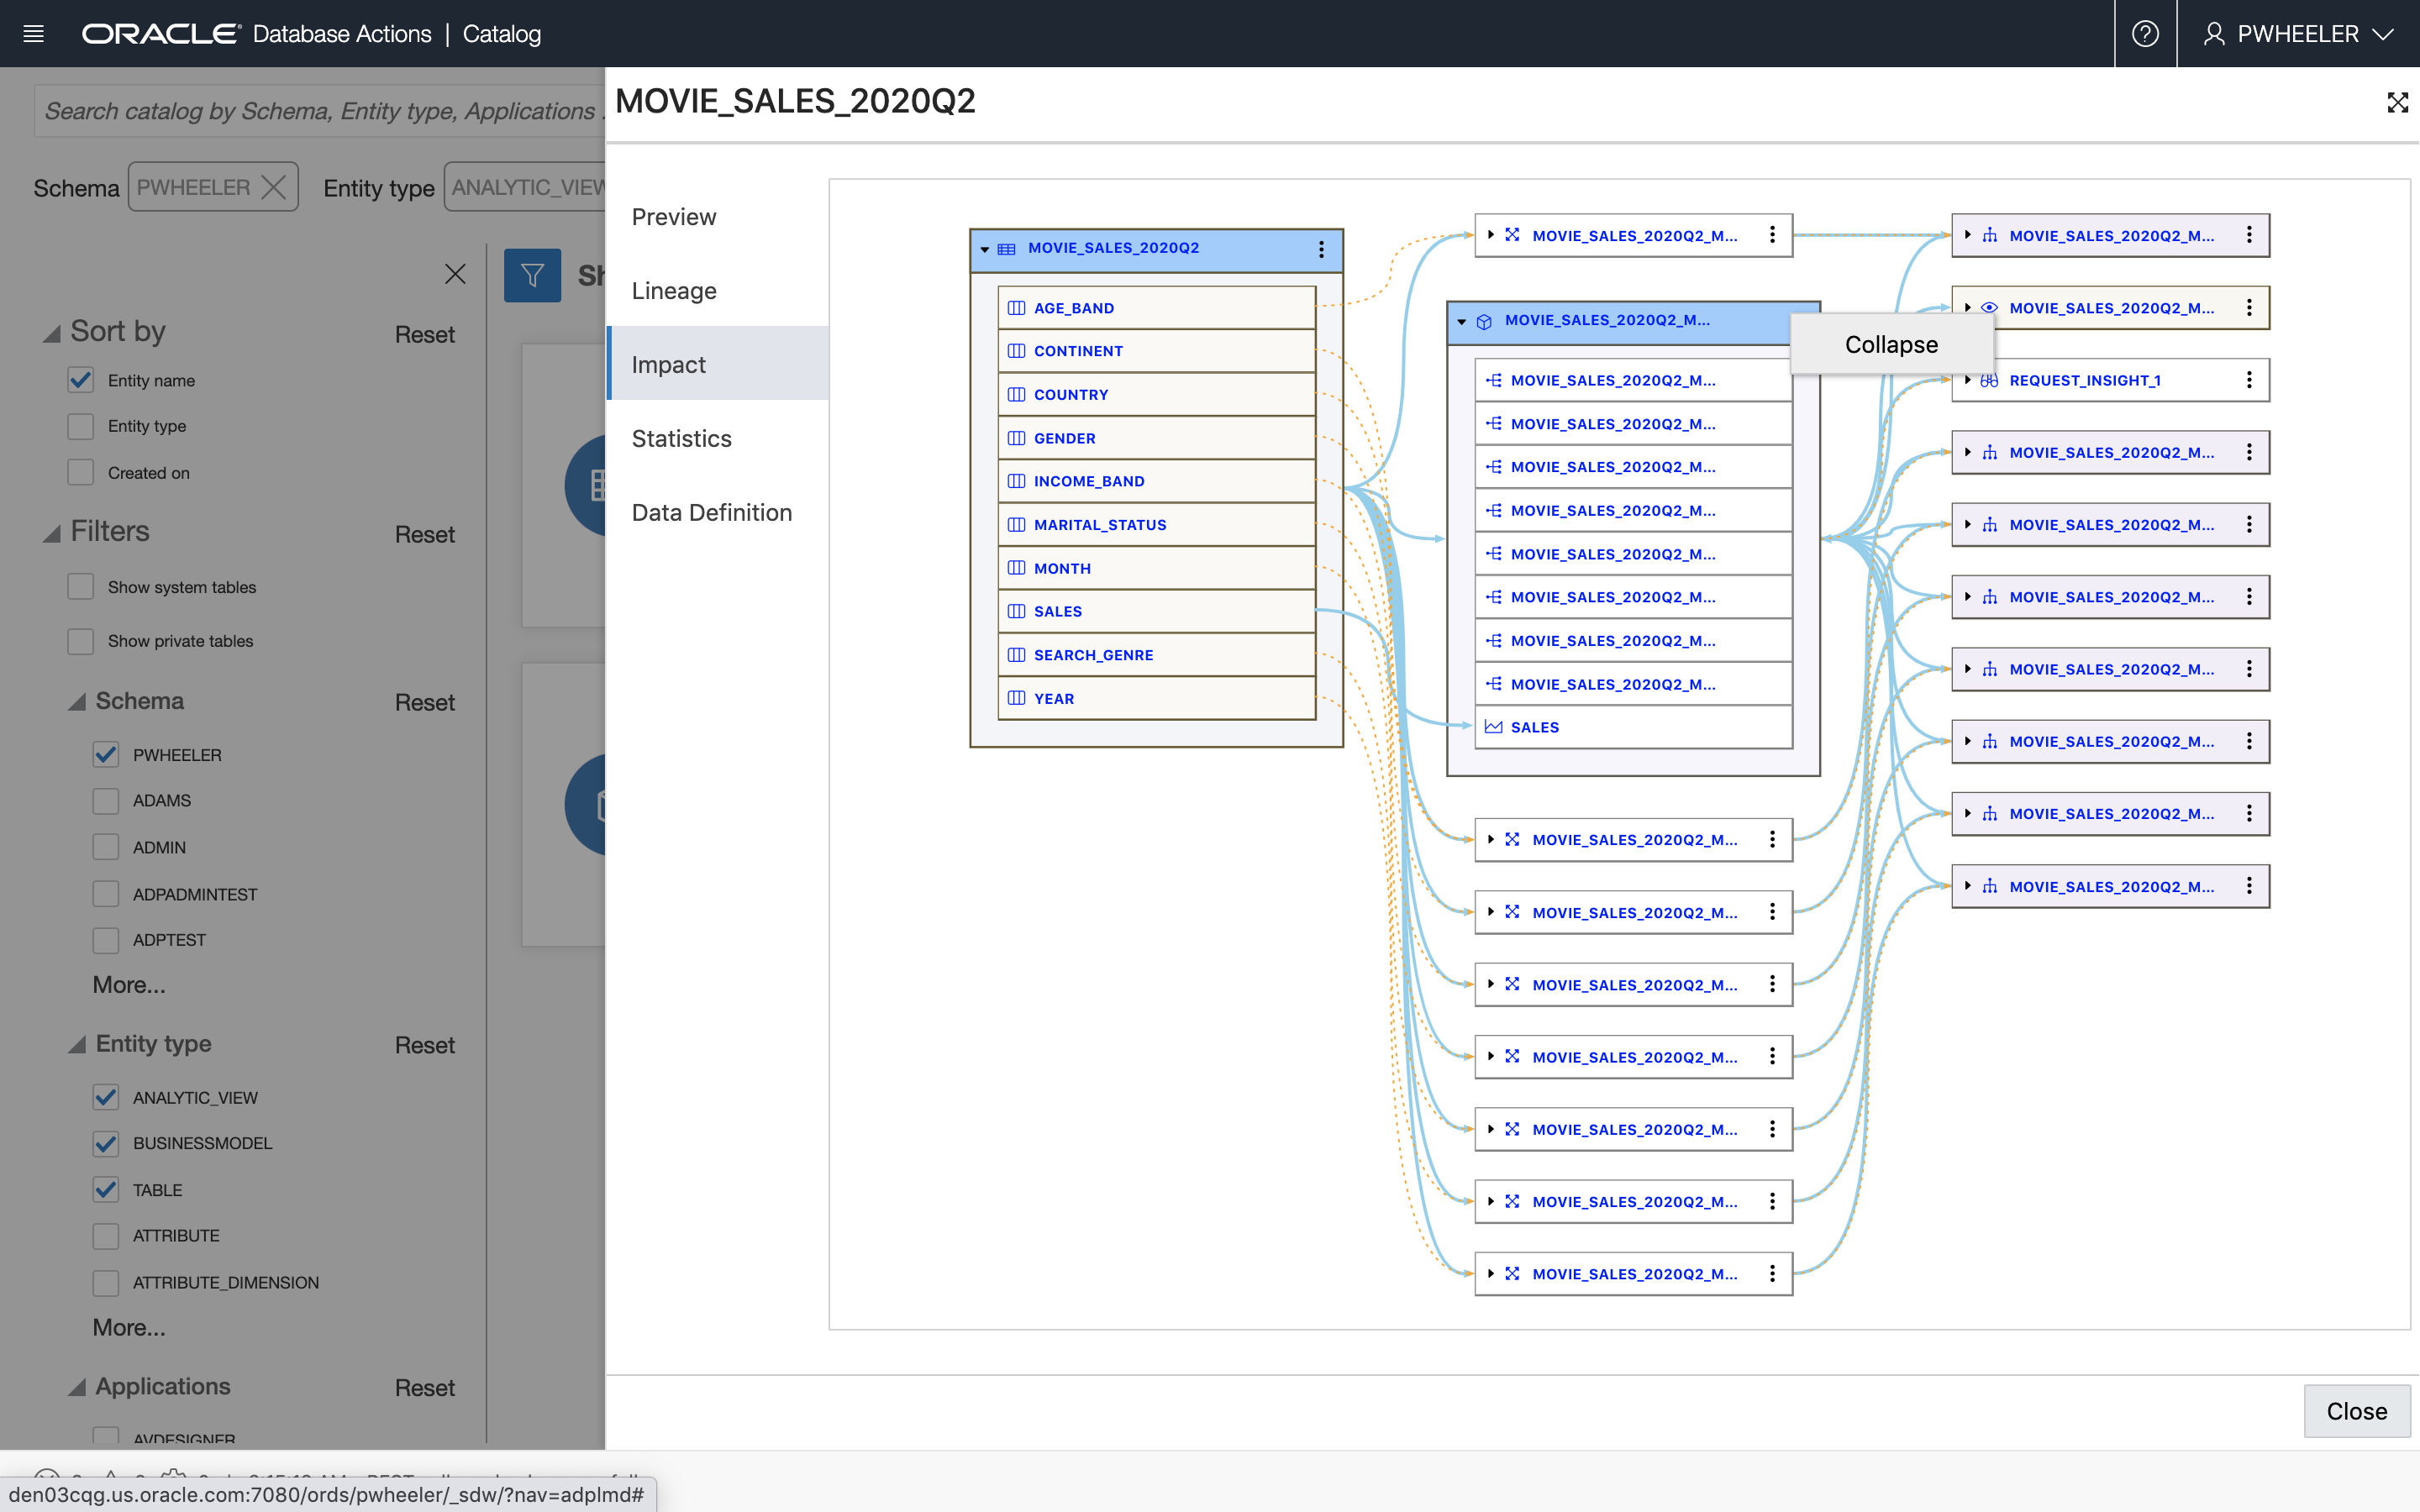 ORACLE Database Actions | Catalog
PWHEELER
Search catalog by Schema, Entity type, Applications
Schema PWHEELER Entity type ANALYTIC_VIEW
Sort by Reset
Entity name
Entity type
Created on
Filters Reset
Show system tables
Show private tables
Schema Reset
PWHEELER
ADAMS
ADMIN
ADPADMINTEST
ADPTEST
More...
Entity type Reset
ANALYTIC_VIEW
BUSINESSMODEL
TABLE
ATTRIBUTE
ATTRIBUTE_DIMENSION
More...
Applications Reset
AVDESIGNER
den03cqg.us.oracle.com:7080/ords/pwheeler/_sdw/?nav=adplmd#
MOVIE_SALES_2020Q2
Preview
Lineage
Impact
Statistics
Data Definition
MOVIE_SALES_2020Q2
AGE_BAND
CONTINENT
COUNTRY
GENDER
INCOME_BAND
MARITAL_STATUS
MONTH
SALES
SEARCH_GENRE
YEAR
MOVIE_SALES_2020Q2_M...
MOVIE_SALES_2020Q2_M...
MOVIE_SALES_2020Q2_M...
MOVIE_SALES_2020Q2_M...
MOVIE_SALES_2020Q2_M...
MOVIE_SALES_2020Q2_M...
MOVIE_SALES_2020Q2_M...
MOVIE_SALES_2020Q2_M...
MOVIE_SALES_2020Q2_M...
MOVIE_SALES_2020Q2_M...
SALES
MOVIE_SALES_2020Q2_M...
MOVIE_SALES_2020Q2_M...
MOVIE_SALES_2020Q2_M...
MOVIE_SALES_2020Q2_M...
MOVIE_SALES_2020Q2_M...
MOVIE_SALES_2020Q2_M...
MOVIE_SALES_2020Q2_M...
Collapse
MOVIE_SALES_2020Q2_M...
MOVIE_SALES_2020Q2_M...
REQUEST_INSIGHT_1
MOVIE_SALES_2020Q2_M...
MOVIE_SALES_2020Q2_M...
MOVIE_SALES_2020Q2_M...
MOVIE_SALES_2020Q2_M...
MOVIE_SALES_2020Q2_M...
MOVIE_SALES_2020Q2_M...
MOVIE_SALES_2020Q2_M...
Close